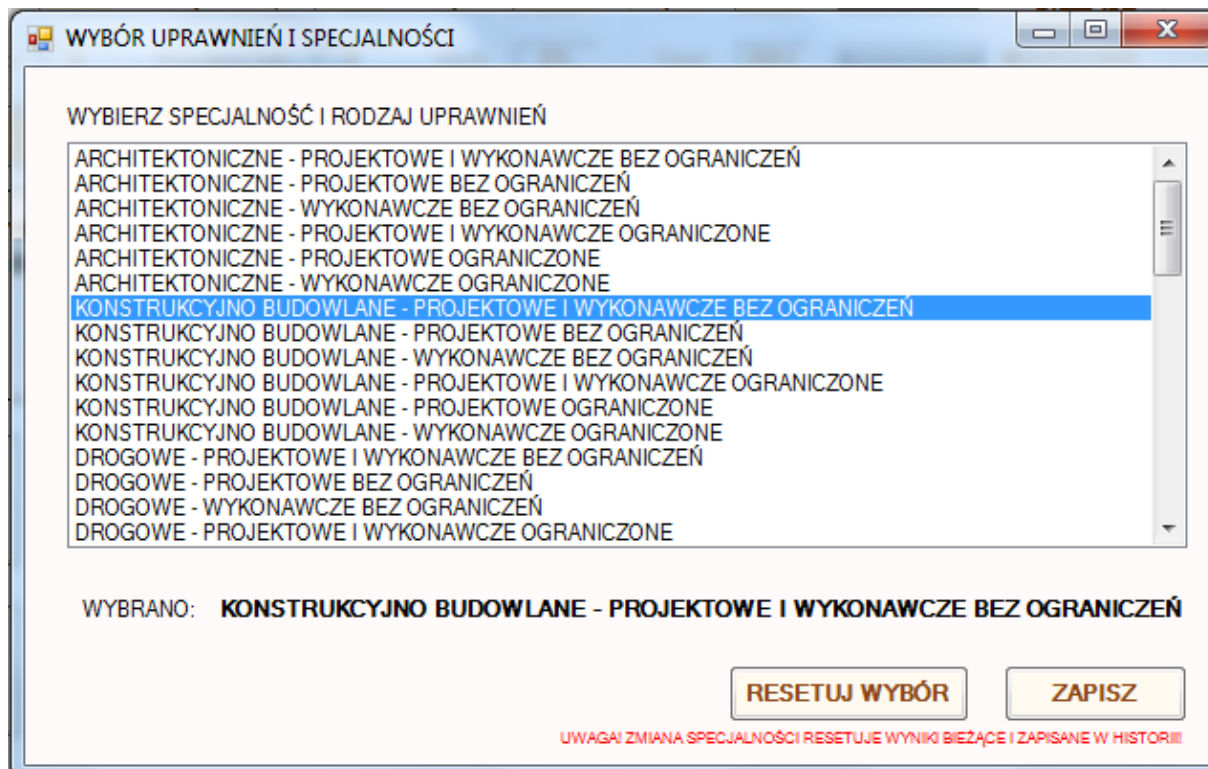 WYBÓR UPRAWNIEŃ I SPECJALNOŚCI
WYBIERZ SPECJALNOŚĆ I RODZAJ UPRAWNIEŃ
ARCHITEKTONICZNE - PROJEKTOWE I WYKONAWCZE BEZ OGRANICZEŃ
ARCHITEKTONICZNE - PROJEKTOWE BEZ OGRANICZEŃ
ARCHITEKTONICZNE - WYKONAWCZE BEZ OGRANICZEŃ
ARCHITEKTONICZNE - PROJEKTOWE I WYKONAWCZE OGRANICZONE
ARCHITEKTONICZNE - PROJEKTOWE OGRANICZONE
ARCHITEKTONICZNE - WYKONAWCZE OGRANICZONE
KONSTRUKCYJNO BUDOWLANE - PROJEKTOWE I WYKONAWCZE BEZ OGRANICZEŃ
KONSTRUKCYJNO BUDOWLANE - PROJEKTOWE BEZ OGRANICZEŃ
KONSTRUKCYJNO BUDOWLANE - WYKONAWCZE BEZ OGRANICZEŃ
KONSTRUKCYJNO BUDOWLANE - PROJEKTOWE I WYKONAWCZE OGRANICZONE
KONSTRUKCYJNO BUDOWLANE - PROJEKTOWE OGRANICZONE
KONSTRUKCYJNO BUDOWLANE - WYKONAWCZE OGRANICZONE
DROGOWE - PROJEKTOWE I WYKONAWCZE BEZ OGRANICZEŃ
DROGOWE - PROJEKTOWE BEZ OGRANICZEŃ
DROGOWE - WYKONAWCZE BEZ OGRANICZEŃ
DROGOWE - PROJEKTOWE I WYKONAWCZE OGRANICZONE
WYBRANO: KONSTRUKCYJNO BUDOWLANE - PROJEKTOWE I WYKONAWCZE BEZ OGRANICZEŃ
RESETUJ WYBÓR ZAPISZ
UWAGA! ZMIANA SPECJALNOŚCI RESETUJE WYNIKI BIEŻĄCE I ZAPISANE W HISTORII!